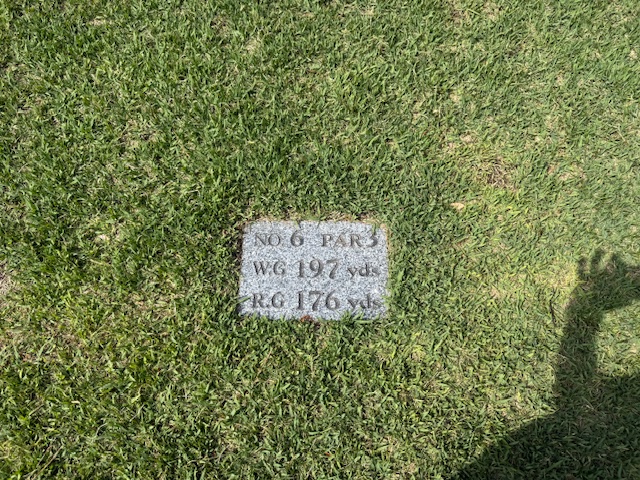 NO 6 PAR 3
W.G 197 yds
R.G 176 yds